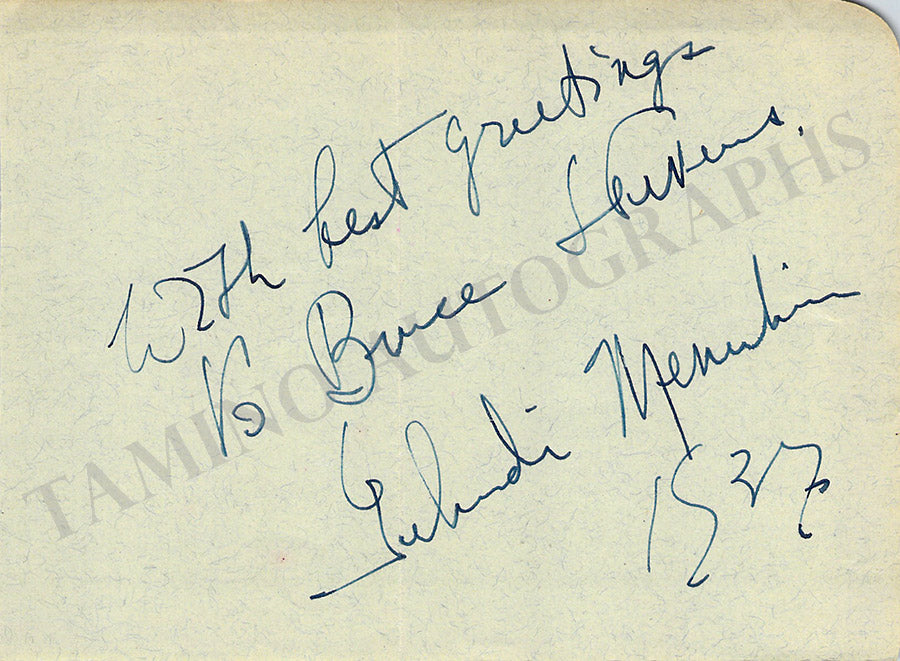 With best greetings
to Bruce Stevens.
Yehudi Menuhin
1937
TAMINO AUTOGRAPHS